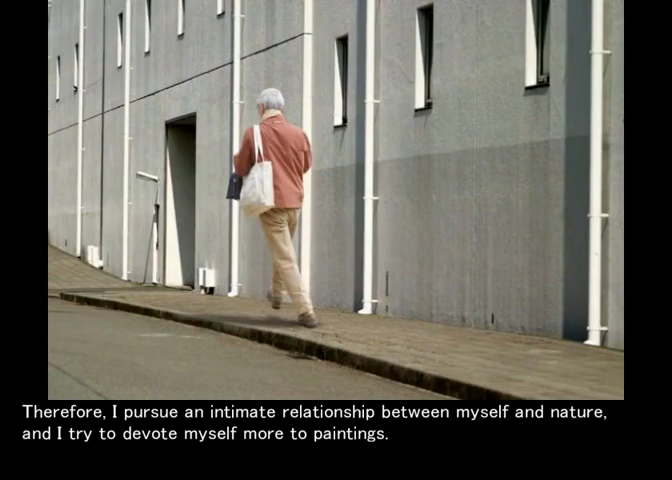 Therefore, I pursue an intimate relationship between myself and nature,
and I try to devote myself more to paintings.